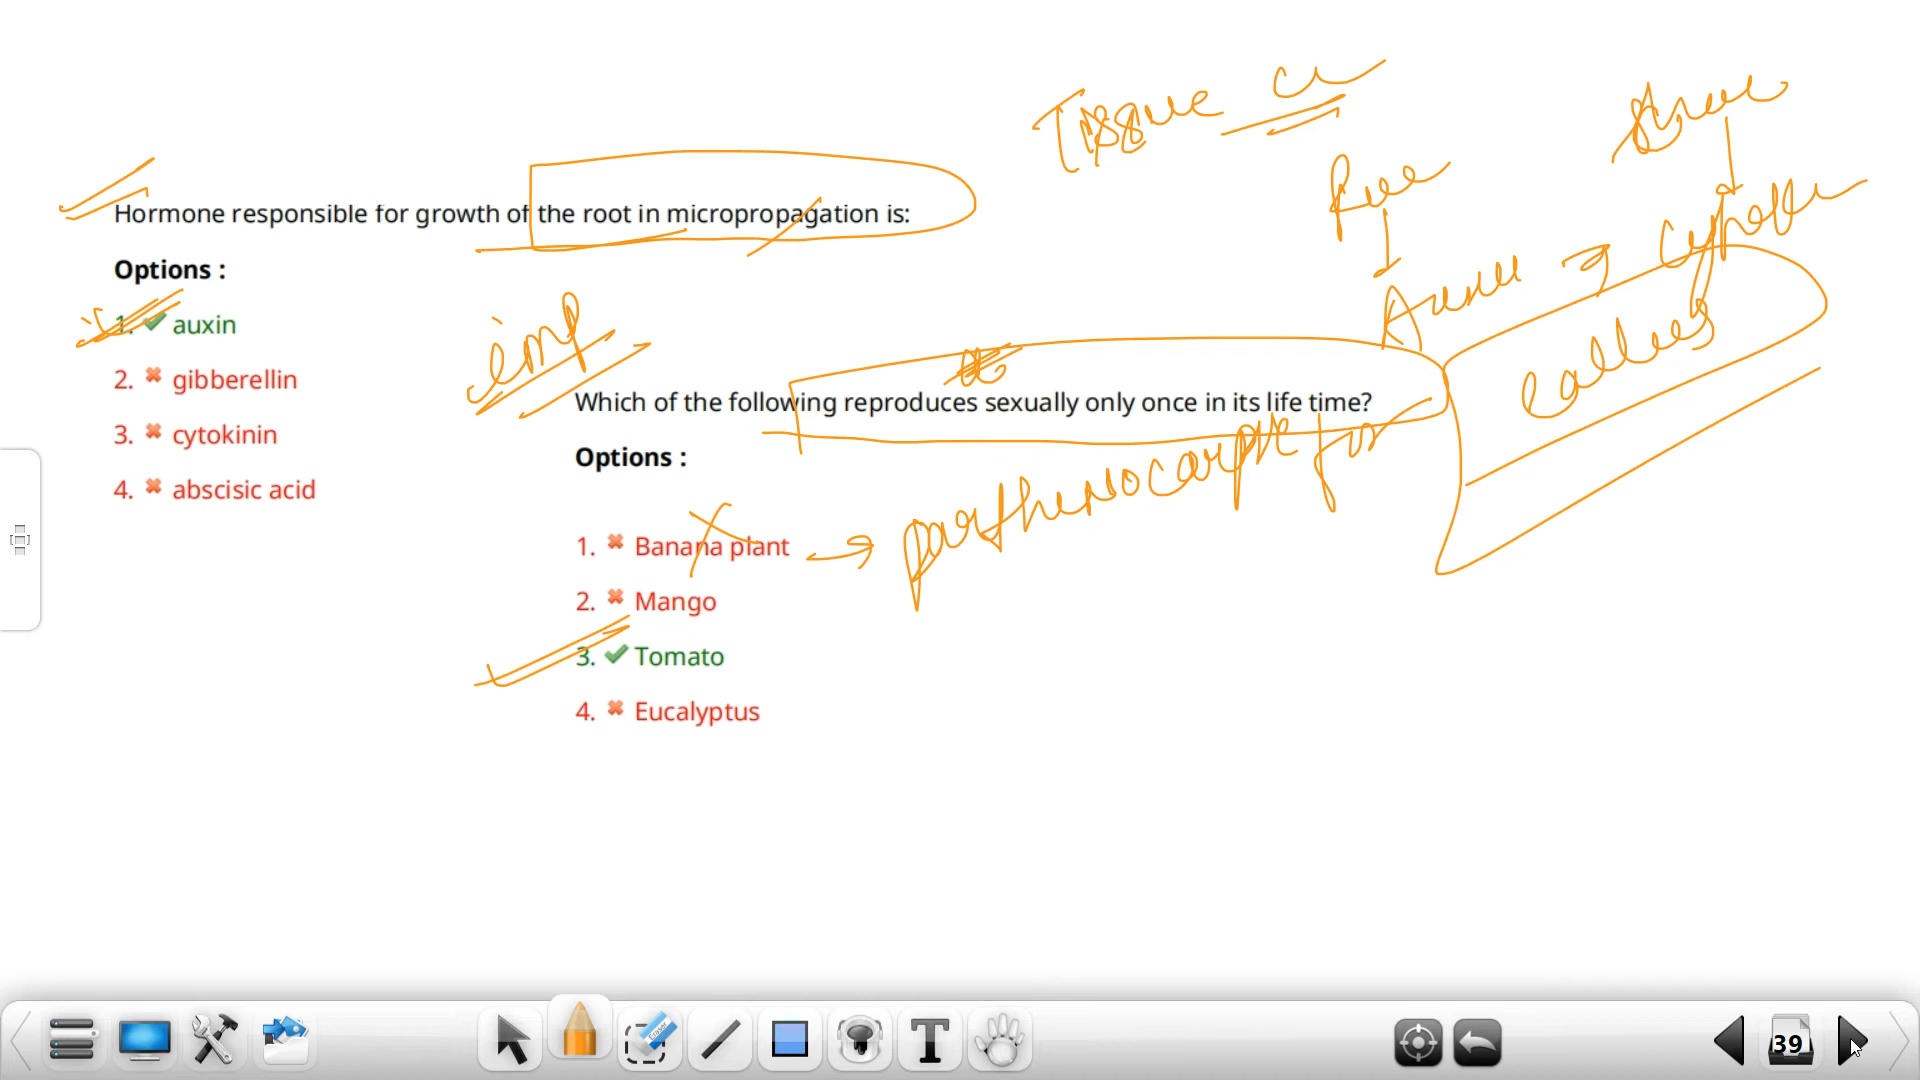 Tissue
Hormone responsible for growth of the root in micropropagation is:
Options :
1. auxin
2. gibberellin
3. cytokinin
4. abscisic acid
imp
callus
Which of the following reproduces sexually only once in its life time?
Options :
1. Banana plant → parthenocarpic
2. Mango
3. Tomato
4. Eucalyptus
39